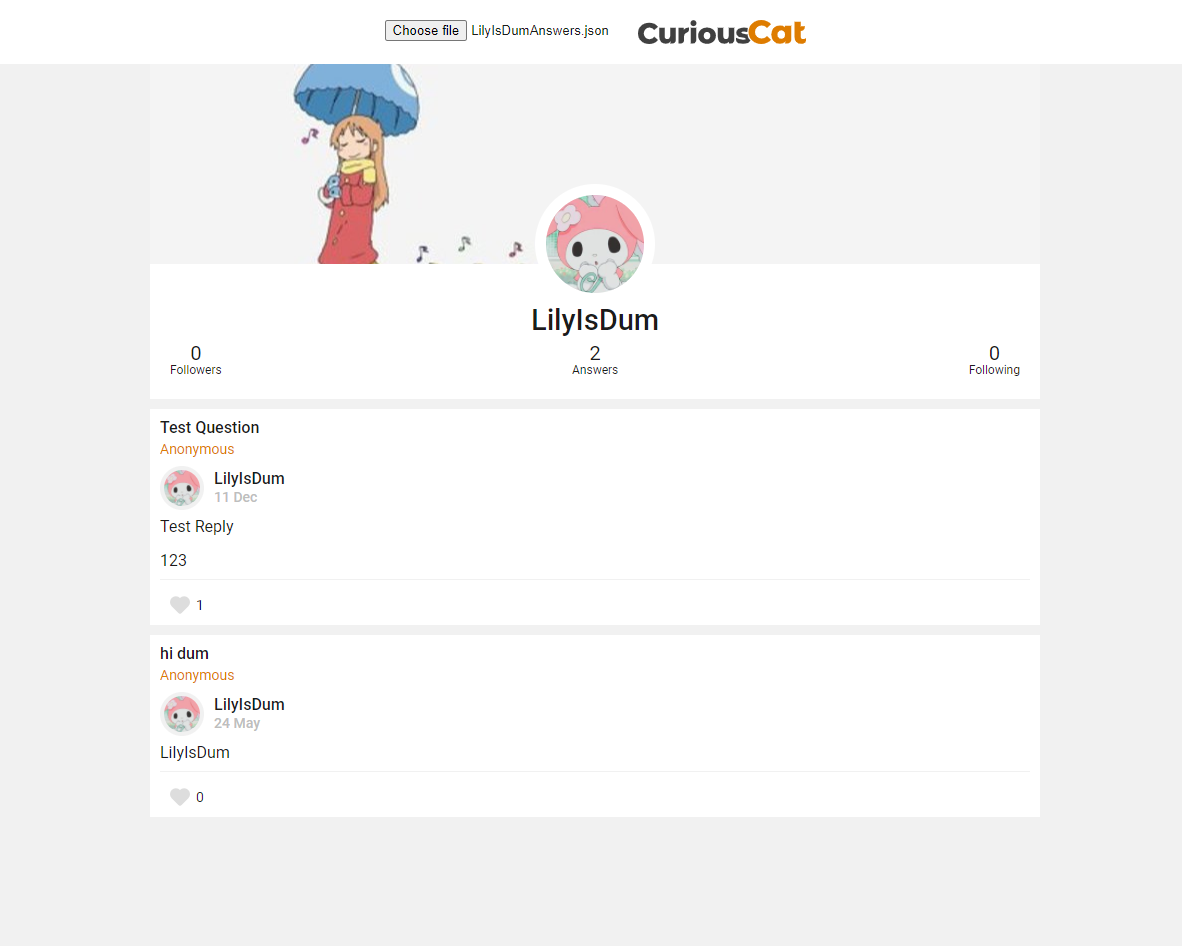 Choose file LilyIsDumAnswers.json CuriousCat
LilyIsDum
0 2 0
Followers Answers Following
Test Question
Anonymous
LilyIsDum
11 Dec
Test Reply
123
1
hi dum
Anonymous
LilyIsDum
24 May
LilyIsDum
0